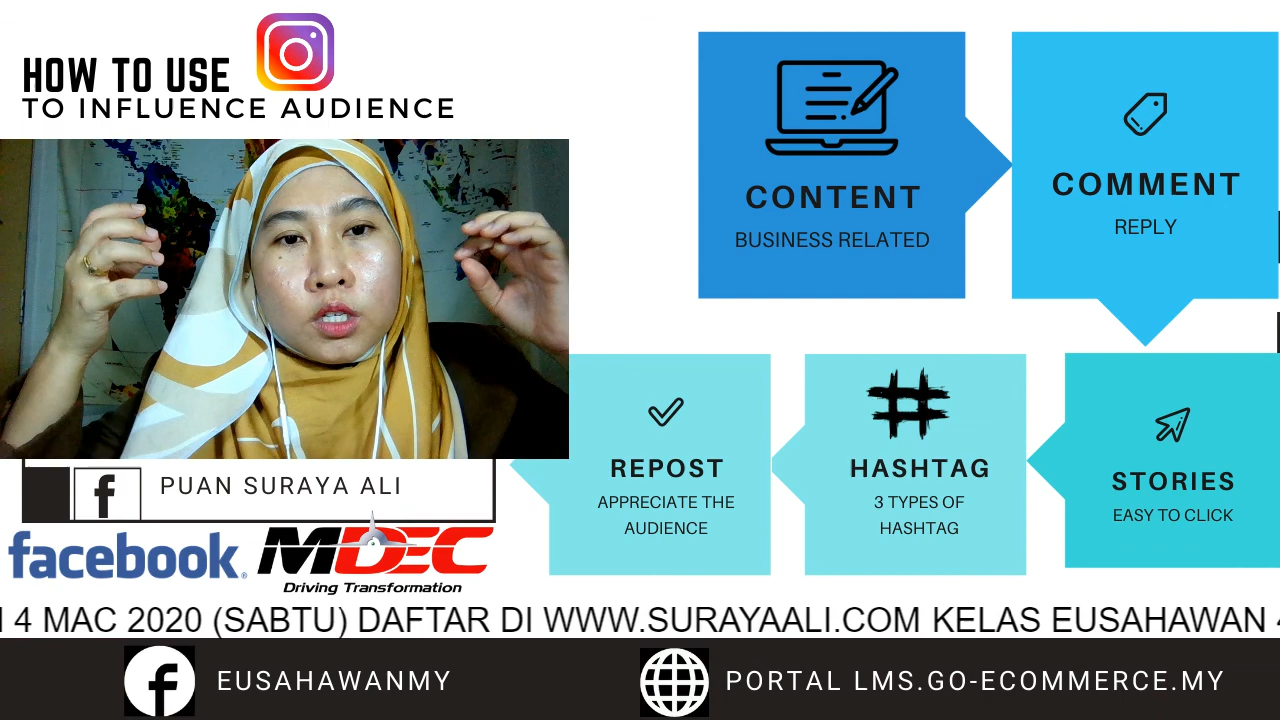 HOW TO USE
TO INFLUENCE AUDIENCE
CONTENT
BUSINESS RELATED
COMMENT
REPLY
STORIES
EASY TO CLICK
HASHTAG
3 TYPES OF
HASHTAG
REPOST
APPRECIATE THE
AUDIENCE
PUAN SURAYA ALI
facebook
MDEC
Driving Transformation
4 MAC 2020 (SABTU) DAFTAR DI WWW.SURAYAALI.COM KELAS EUSAHAWAN
EUSAHAWANMY
PORTAL LMS.GO-ECOMMERCE.MY